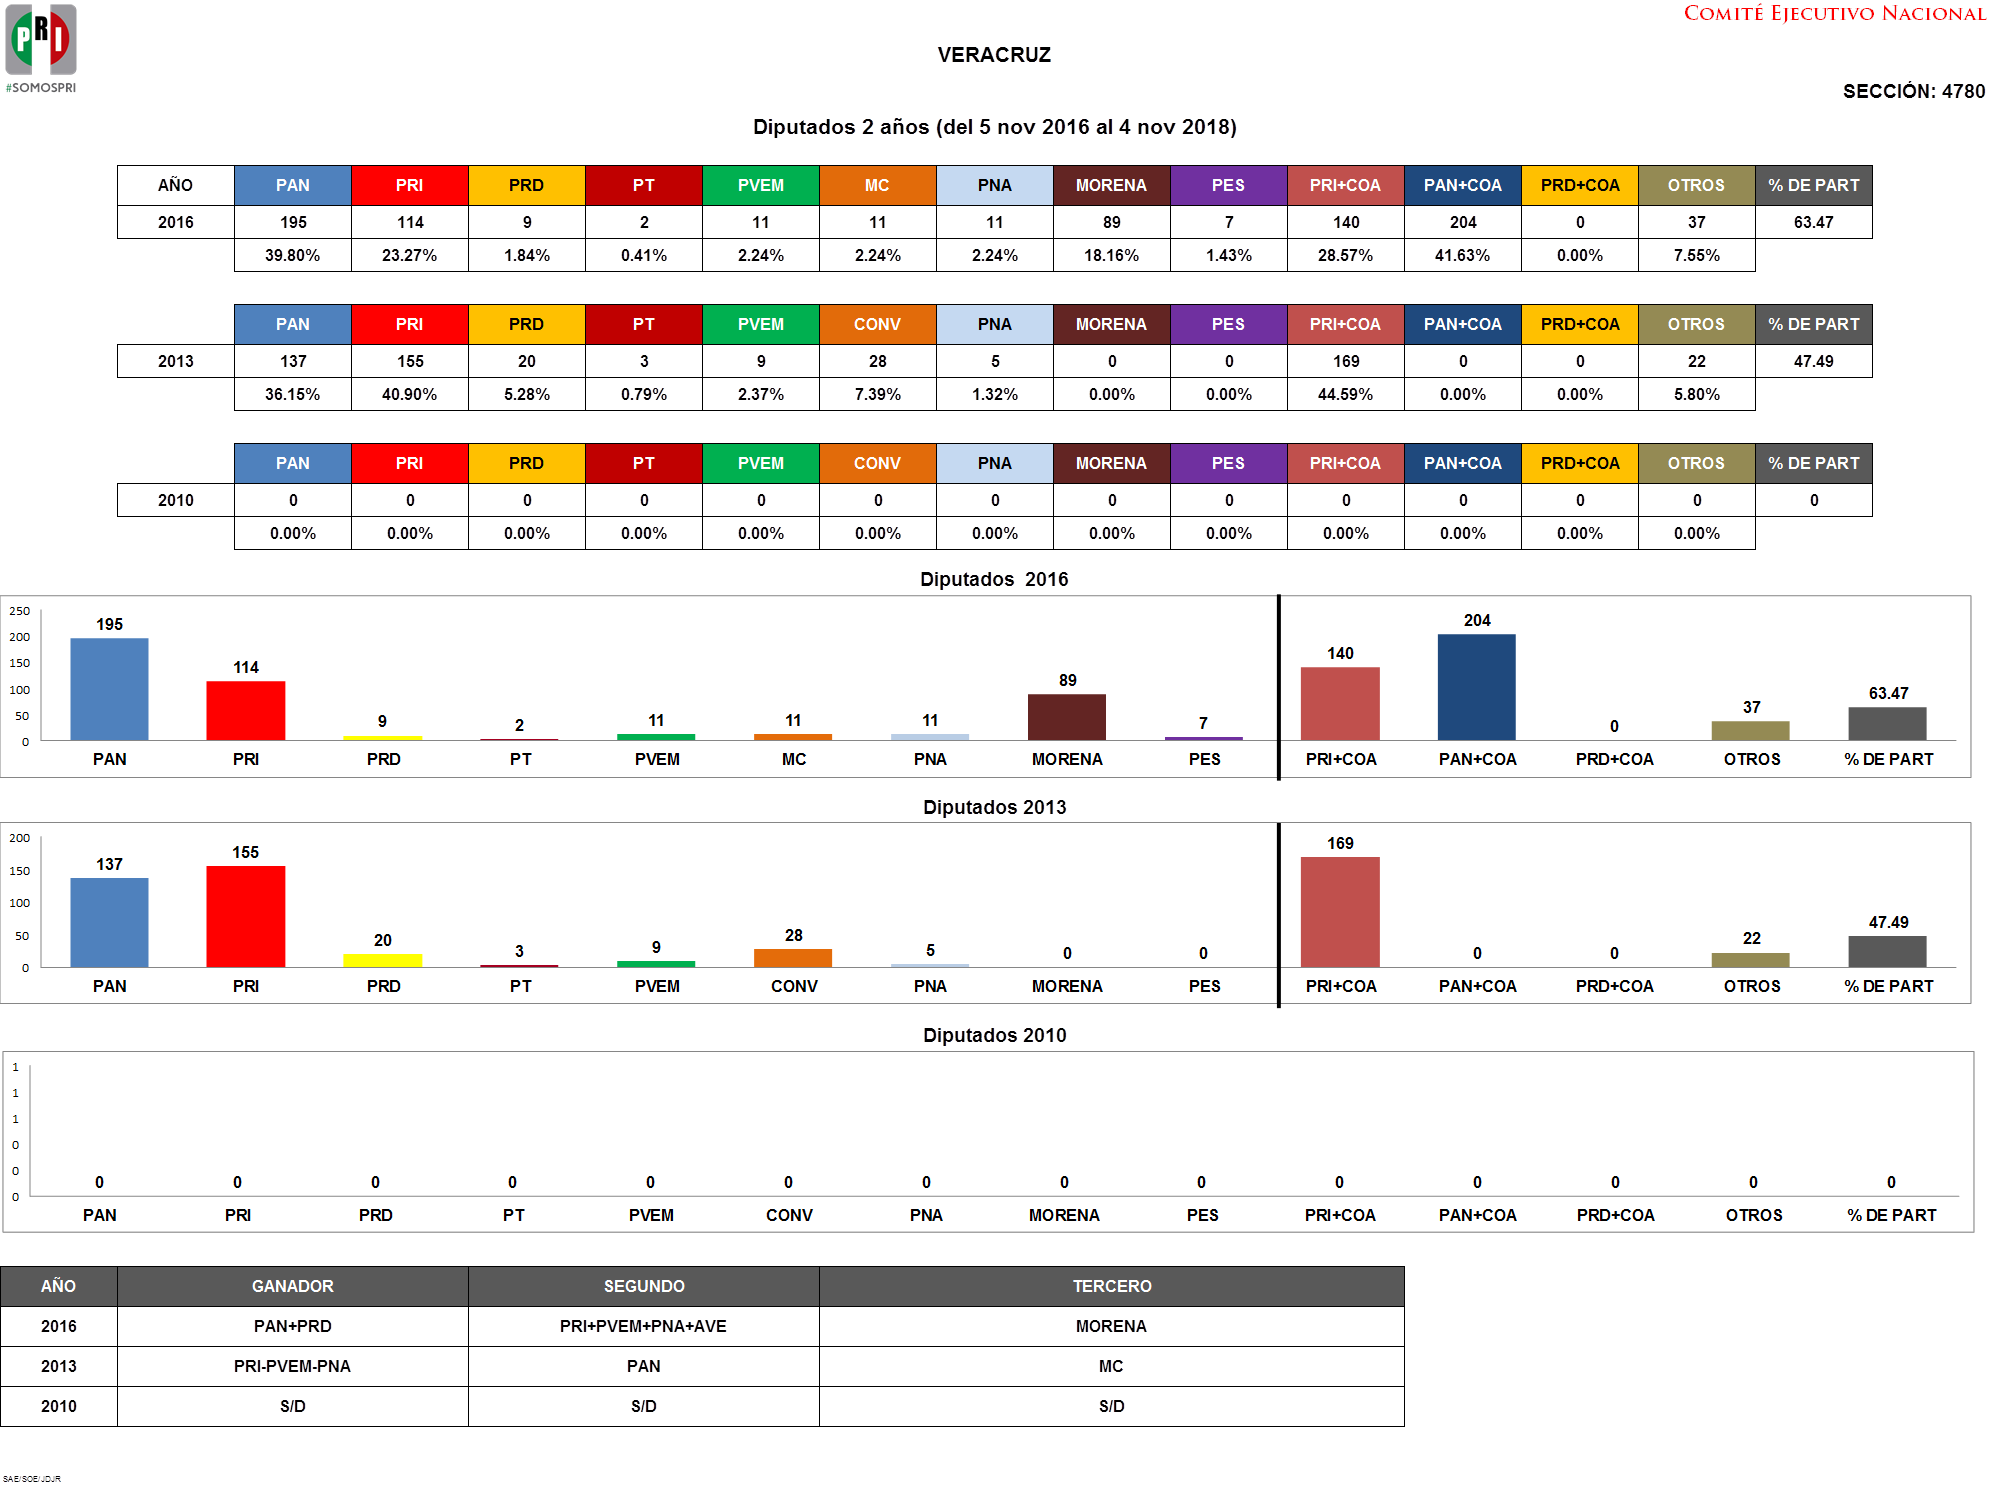 PRI
#SOMOSPRI
COMITÉ EJECUTIVO NACIONAL
VERACRUZ
SECCIÓN: 4780
Diputados 2 años (del 5 nov 2016 al 4 nov 2018)
AÑO PAN PRI PRD PT PVEM MC PNA MORENA PES PRI+COA PAN+COA PRD+COA OTROS % DE PART
2016 195 114 9 2 11 11 11 89 7 140 204 0 37 63.47
39.80% 23.27% 1.84% 0.41% 2.24% 2.24% 2.24% 18.16% 1.43% 28.57% 41.63% 0.00% 7.55%
PAN PRI PRD PT PVEM CONV PNA MORENA PES PRI+COA PAN+COA PRD+COA OTROS % DE PART
2013 137 155 20 3 9 28 5 0 0 169 0 0 22 47.49
36.15% 40.90% 5.28% 0.79% 2.37% 7.39% 1.32% 0.00% 0.00% 44.59% 0.00% 0.00% 5.80%
PAN PRI PRD PT PVEM CONV PNA MORENA PES PRI+COA PAN+COA PRD+COA OTROS % DE PART
2010 0 0 0 0 0 0 0 0 0 0 0 0 0 0
0.00% 0.00% 0.00% 0.00% 0.00% 0.00% 0.00% 0.00% 0.00% 0.00% 0.00% 0.00% 0.00%
Diputados 2016
250
200
150
100
50
0
195 114 9 2 11 11 11 89 7 140 204 0 37 63.47
PAN PRI PRD PT PVEM MC PNA MORENA PES PRI+COA PAN+COA PRD+COA OTROS % DE PART
Diputados 2013
200
150
100
50
0
137 155 20 3 9 28 5 0 0 169 0 0 22 47.49
PAN PRI PRD PT PVEM CONV PNA MORENA PES PRI+COA PAN+COA PRD+COA OTROS % DE PART
Diputados 2010
1
1
1
0
0
0
0 0 0 0 0 0 0 0 0 0 0 0 0 0
PAN PRI PRD PT PVEM CONV PNA MORENA PES PRI+COA PAN+COA PRD+COA OTROS % DE PART
AÑO GANADOR SEGUNDO TERCERO
2016 PAN+PRD PRI+PVEM+PNA+AVE MORENA
2013 PRI-PVEM-PNA PAN MC
2010 S/D S/D S/D
SAE/SOE/JDJR